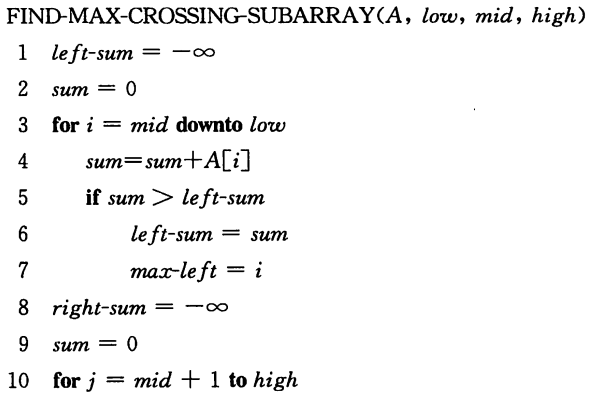 FIND-MAX-CROSSING-SUBARRAY(A, low, mid, high)
1 left-sum = −∞
2 sum = 0
3 for i = mid downto low
4 sum=sum+A[i]
5 if sum > left-sum
6 left-sum = sum
7 max-left = i
8 right-sum = −∞
9 sum = 0
10 for j = mid + 1 to high